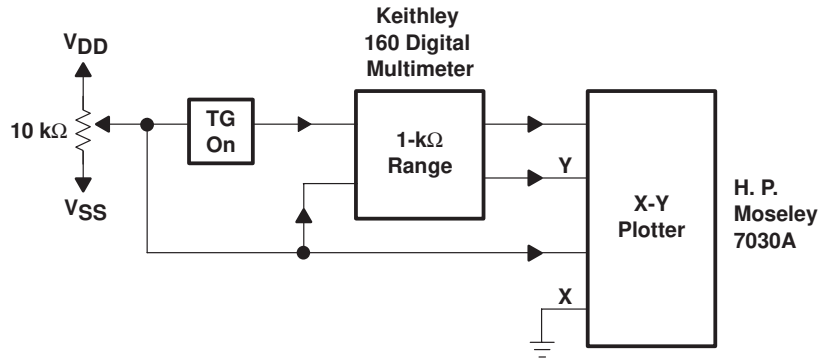 Keithley
160 Digital
Multimeter
VDD
10 kΩ
VSS
TG
On
1-kΩ
Range
Y
X
X-Y
Plotter
H. P.
Moseley
7030A